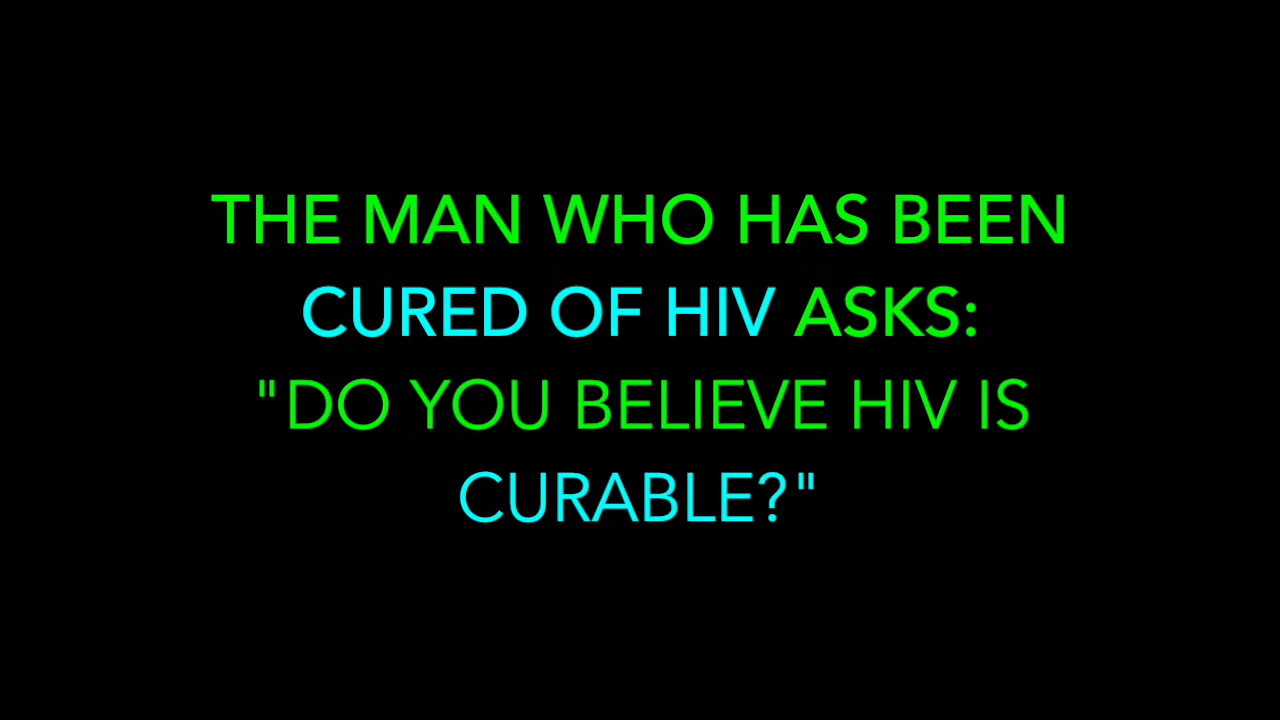 THE MAN WHO HAS BEEN
CURED OF HIV ASKS:
"DO YOU BELIEVE HIV IS
CURABLE?"